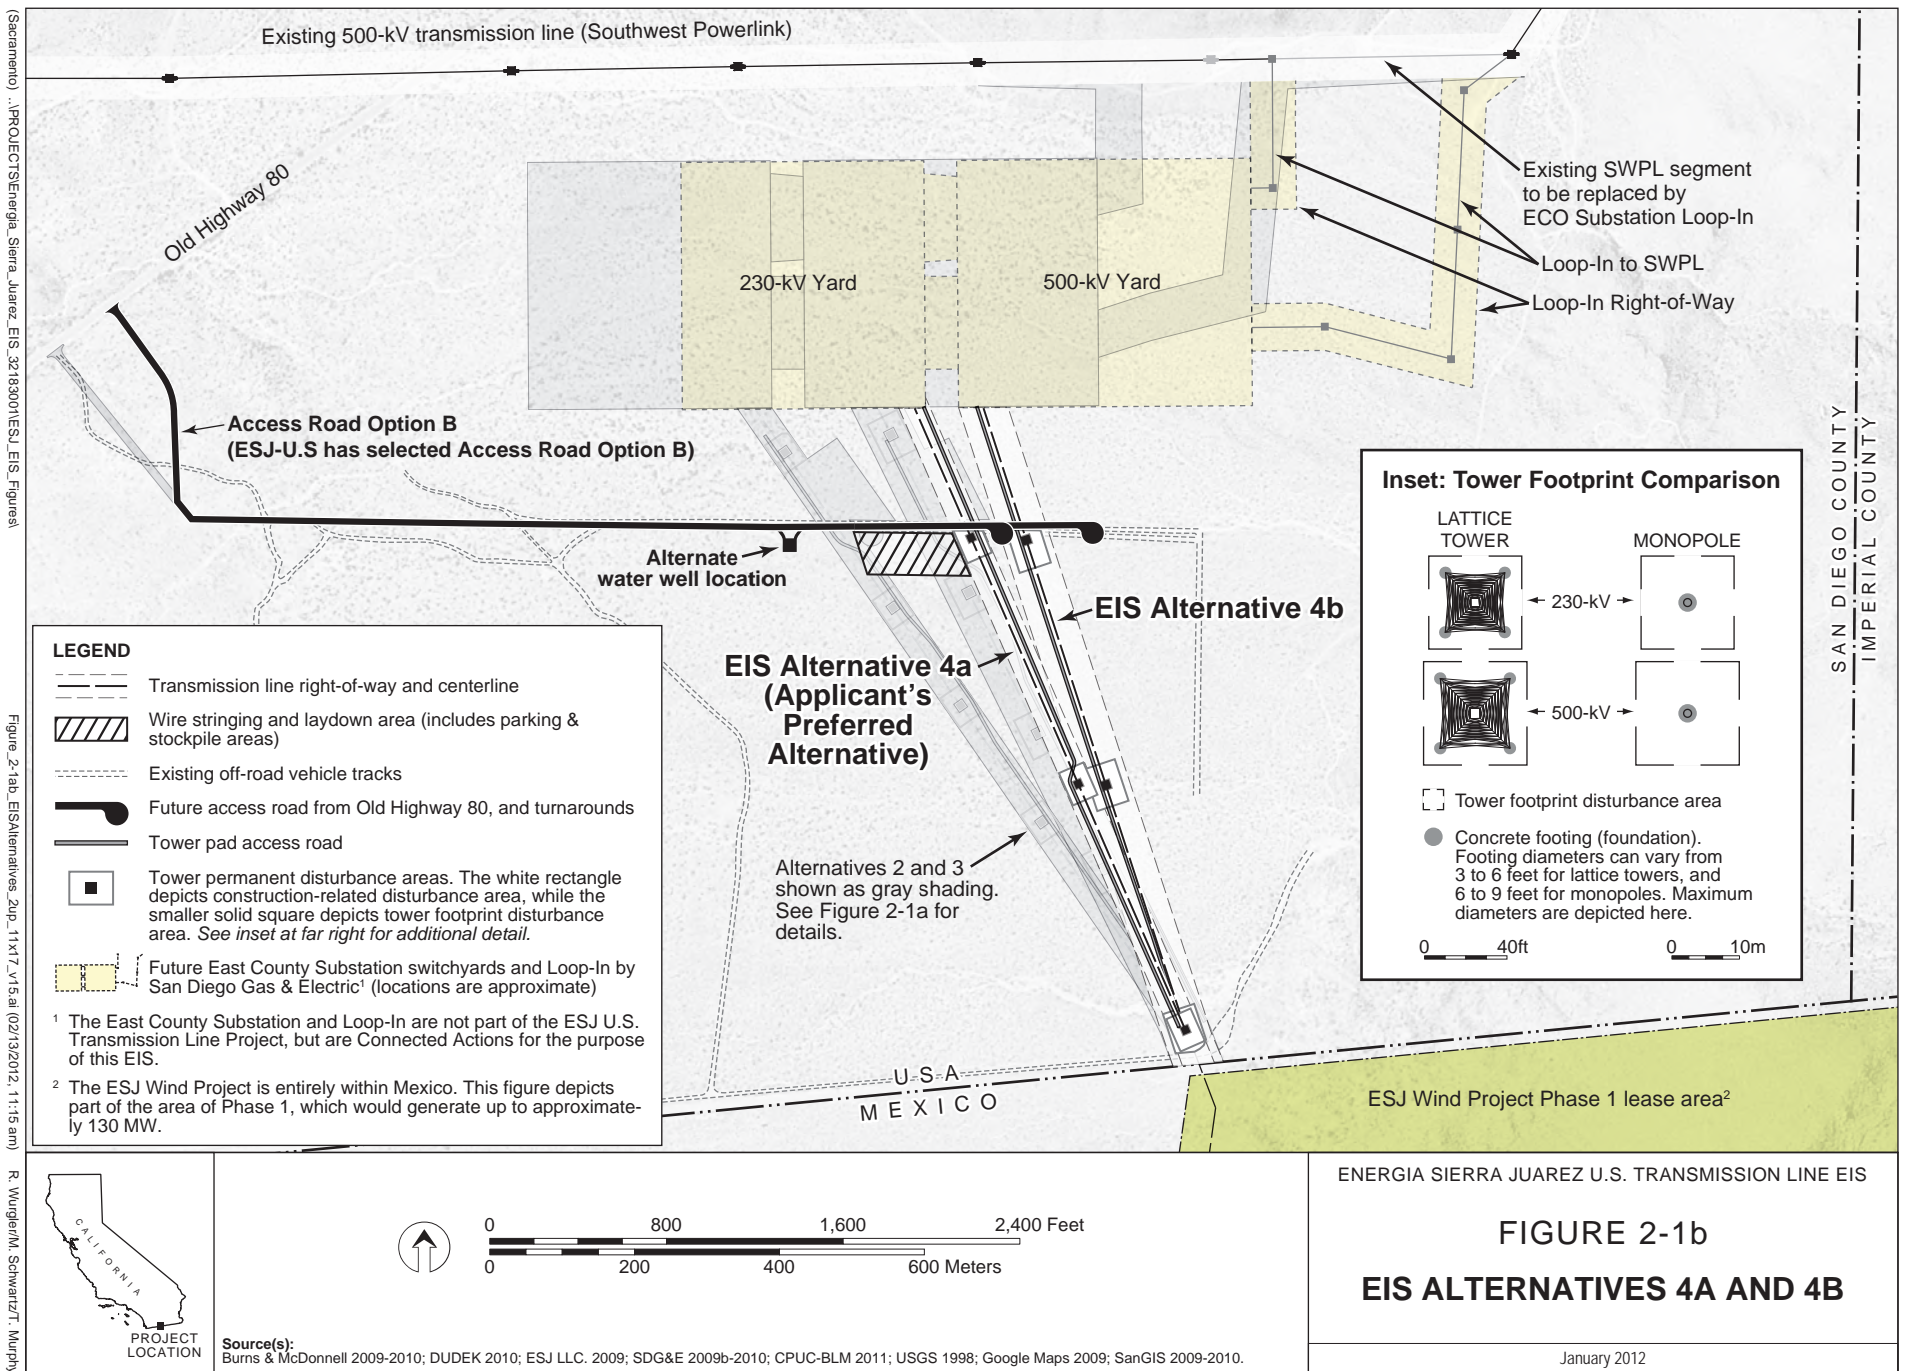 (Sacramento) ..\PROJECTS\Energia_Sierra_Juarez_EIS_32183001\ESJ_EIS_Figures\
Figure_2-1ab_EISAlternatives_2up_11x17_v15.ai (02/13/2012, 11:15 am)
R. Wurgler/M. Schwartz/T. Murphy
Existing 500-kV transmission line (Southwest Powerlink)
Old Highway 80
230-kV Yard
500-kV Yard
Existing SWPL segment
to be replaced by
ECO Substation Loop-In
Loop-In to SWPL
Loop-In Right-of-Way
SAN DIEGO COUNTY
IMPERIAL COUNTY
Access Road Option B
(ESJ-U.S has selected Access Road Option B)
Alternate
water well location
EIS Alternative 4b
EIS Alternative 4a
(Applicant’s
Preferred
Alternative)
Alternatives 2 and 3
shown as gray shading.
See Figure 2-1a for
details.
Inset: Tower Footprint Comparison
LATTICE
TOWER
MONOPOLE
230-kV
500-kV
Tower footprint disturbance area
Concrete footing (foundation).
Footing diameters can vary from
3 to 6 feet for lattice towers, and
6 to 9 feet for monopoles. Maximum
diameters are depicted here.
0 40ft
0 10m
LEGEND
Transmission line right-of-way and centerline
Wire stringing and laydown area (includes parking &
stockpile areas)
Existing off-road vehicle tracks
Future access road from Old Highway 80, and turnarounds
Tower pad access road
Tower permanent disturbance areas. The white rectangle
depicts construction-related disturbance area, while the
smaller solid square depicts tower footprint disturbance
area. See inset at far right for additional detail.
Future East County Substation switchyards and Loop-In by
San Diego Gas & Electric¹ (locations are approximate)
¹ The East County Substation and Loop-In are not part of the ESJ U.S.
Transmission Line Project, but are Connected Actions for the purpose
of this EIS.
² The ESJ Wind Project is entirely within Mexico. This figure depicts
part of the area of Phase 1, which would generate up to approximate-
ly 130 MW.
USA
MEXICO
ESJ Wind Project Phase 1 lease area²
CALIFORNIA
PROJECT
LOCATION
0 800 1,600 2,400 Feet
0 200 400 600 Meters
Source(s):
Burns & McDonnell 2009-2010; DUDEK 2010; ESJ LLC. 2009; SDG&E 2009b-2010; CPUC-BLM 2011; USGS 1998; Google Maps 2009; SanGIS 2009-2010.
ENERGIA SIERRA JUAREZ U.S. TRANSMISSION LINE EIS
FIGURE 2-1b
EIS ALTERNATIVES 4A AND 4B
January 2012